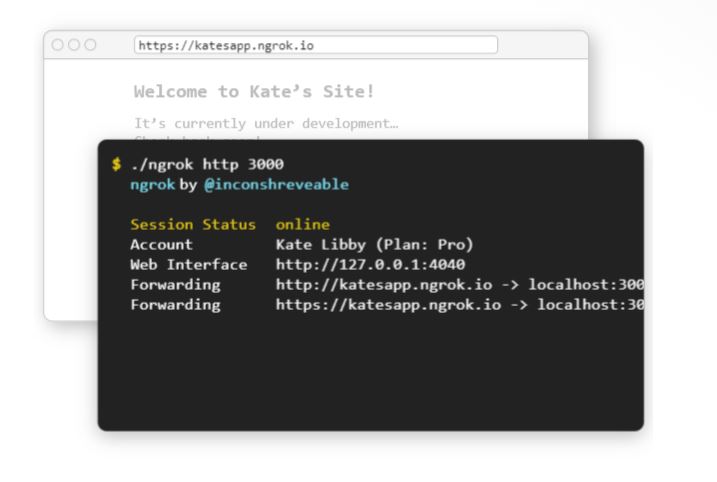 https://katesapp.ngrok.io
Welcome to Kate's Site!
It's currently under development…
$ ./ngrok http 3000
ngrok by @inconshreveable
Session Status online
Account Kate Libby (Plan: Pro)
Web Interface http://127.0.0.1:4040
Forwarding http://katesapp.ngrok.io -> localhost:300
Forwarding https://katesapp.ngrok.io -> localhost:30